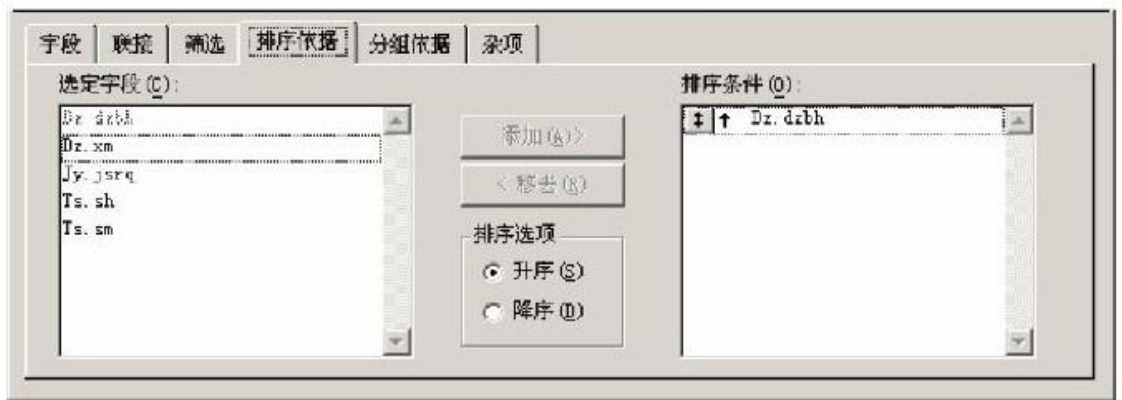 字段 联接 筛选 排序依据 分组依据 杂项
选定字段(C):
Dz.dzbh
Dz.xm
Jy.jsrq
Ts.sh
Ts.sm
添加(A)>
<移去(R)
排序选项
升序(S)
降序(D)
排序条件(O):
Dz.dzbh